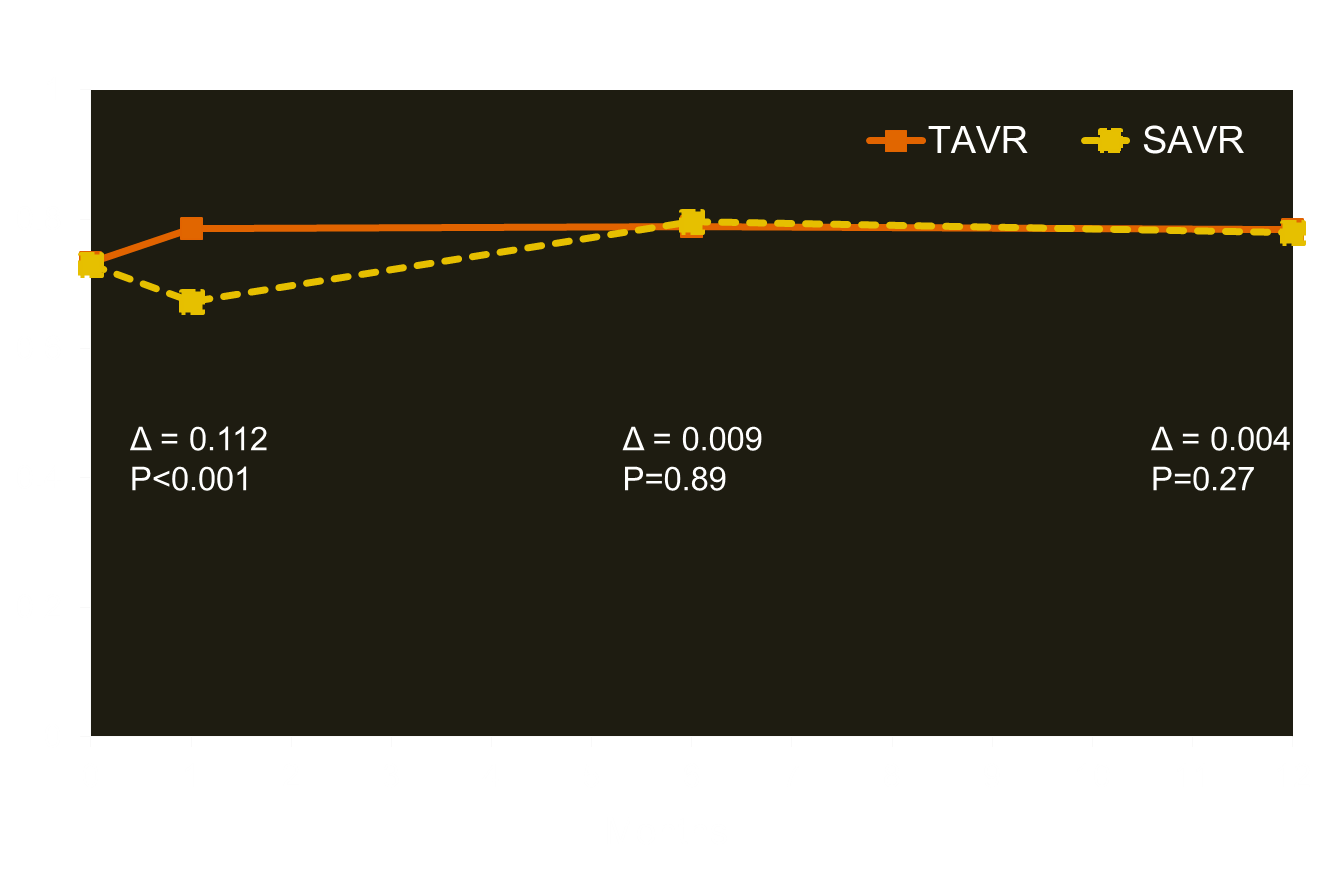 TAVR SAVR
Δ = 0.112
P<0.001
Δ = 0.009
P=0.89
Δ = 0.004
P=0.27